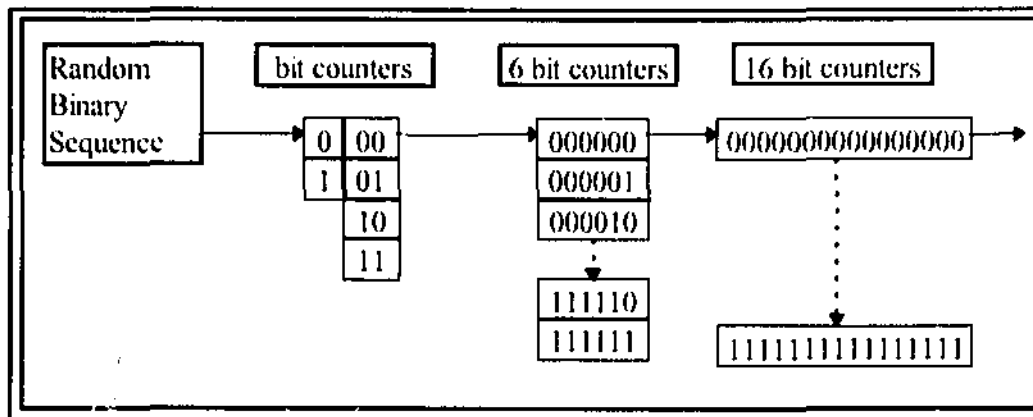 Random
Binary
Sequence
bit counters
0 00
1 01
10
11
6 bit counters
000000
000001
000010
111110
111111
16 bit counters
0000000000000000
1111111111111111